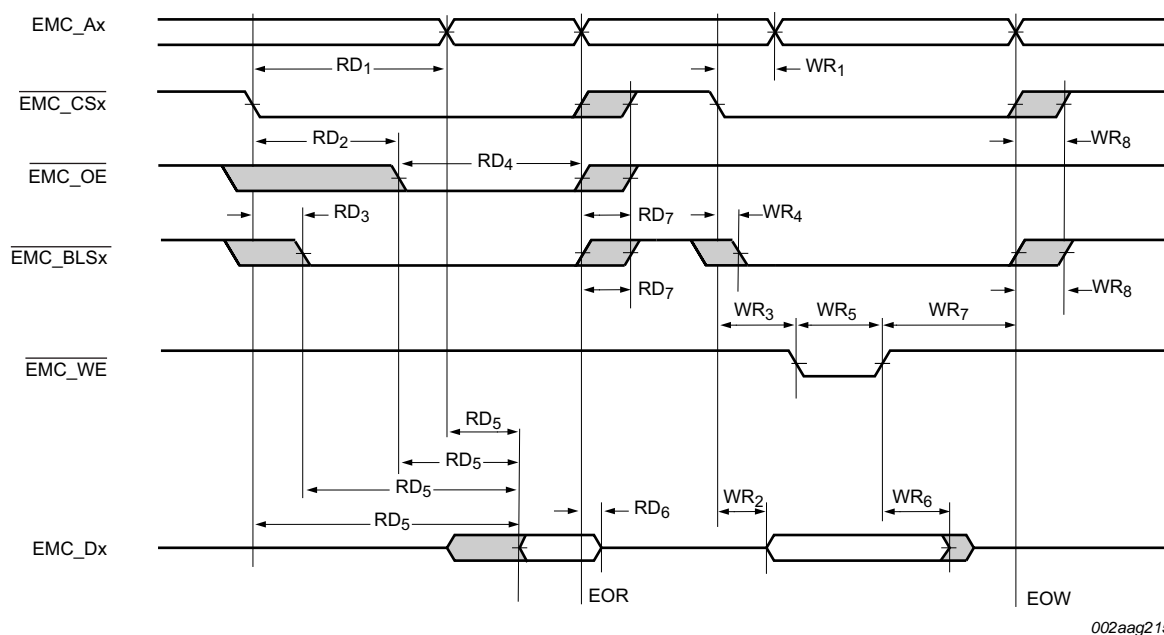 EMC_Ax
RD1
WR1
EMC_CSx
RD2
RD4
WR8
EMC_OE
RD3
RD7
WR4
EMC_BLSx
RD7
WR8
WR3
WR5
WR7
EMC_WE
RD5
RD5
RD5
RD5
RD6
WR2
WR6
EMC_Dx
EOR
EOW